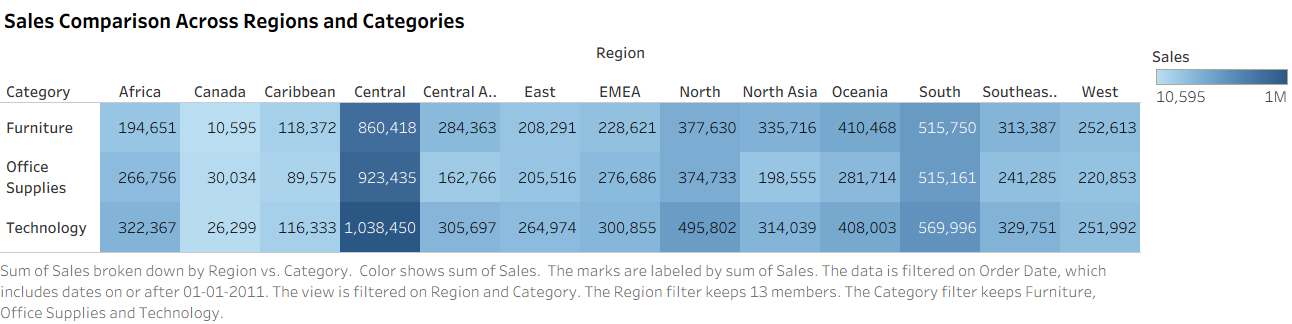 Sales Comparison Across Regions and Categories
Region
Sales
Category Africa Canada Caribbean Central Central A.. East EMEA North North Asia Oceania South Southeas.. West
10,595 1M
Furniture 194,651 10,595 118,372 860,418 284,363 208,291 228,621 377,630 335,716 410,468 515,750 313,387 252,613
Office
Supplies 266,756 30,034 89,575 923,435 162,766 205,516 276,686 374,733 198,555 281,714 515,161 241,285 220,853
Technology 322,367 26,299 116,333 1,038,450 305,697 264,974 300,855 495,802 314,039 408,003 569,996 329,751 251,992
Sum of Sales broken down by Region vs. Category. Color shows sum of Sales. The marks are labeled by sum of Sales. The data is filtered on Order Date, which
includes dates on or after 01-01-2011. The view is filtered on Region and Category. The Region filter keeps 13 members. The Category filter keeps Furniture,
Office Supplies and Technology.